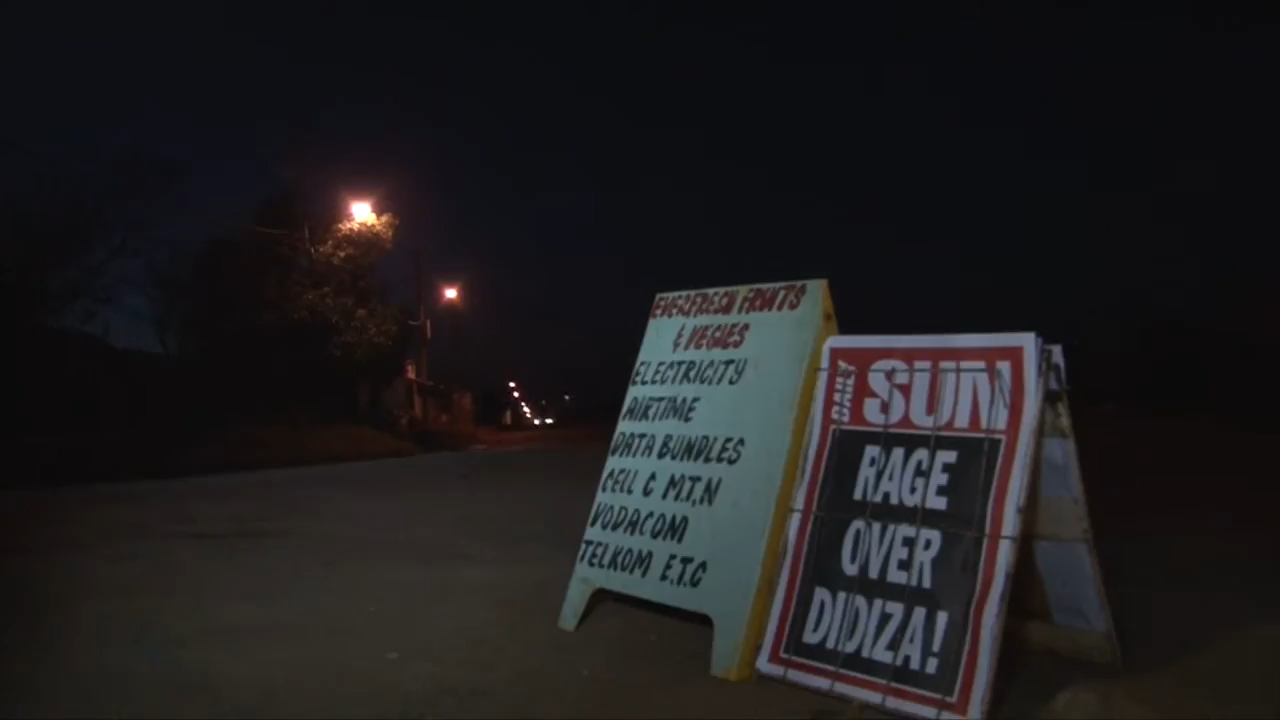 EVERFRESH FRUITS
& VEGIES
ELECTRICITY
AIRTIME
DATA BUNDLES
CELL C M.T.N
VODACOM
TELKOM E.T.C
DAILY SUN
RAGE
OVER
DIDIZA!